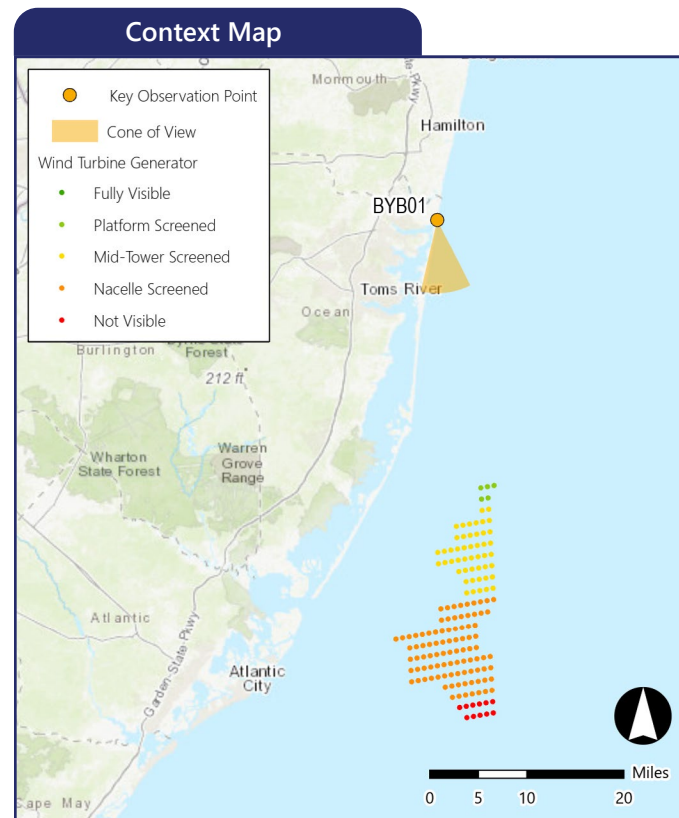 Context Map
Key Observation Point
Cone of View
Wind Turbine Generator
Fully Visible
Platform Screened
Mid-Tower Screened
Nacelle Screened
Not Visible
Monmouth
Hamilton
BYB01
Toms River
Ocean
Burlington
Forest
212 ft
Wharton
State Forest
Warren
Grove
Range
Atlantic
Garden-State-Pkwy
Atlantic
City
Cape May
Miles
0 5 10 20